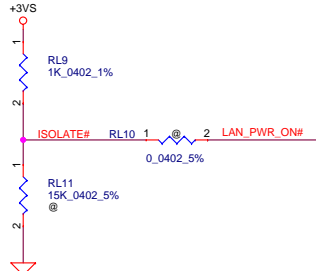 +3VS
1
RL9
1K_0402_1%
2
ISOLATE# RL10 1 @ 2 LAN_PWR_ON#
0_0402_5%
1
RL11
15K_0402_5%
@
2